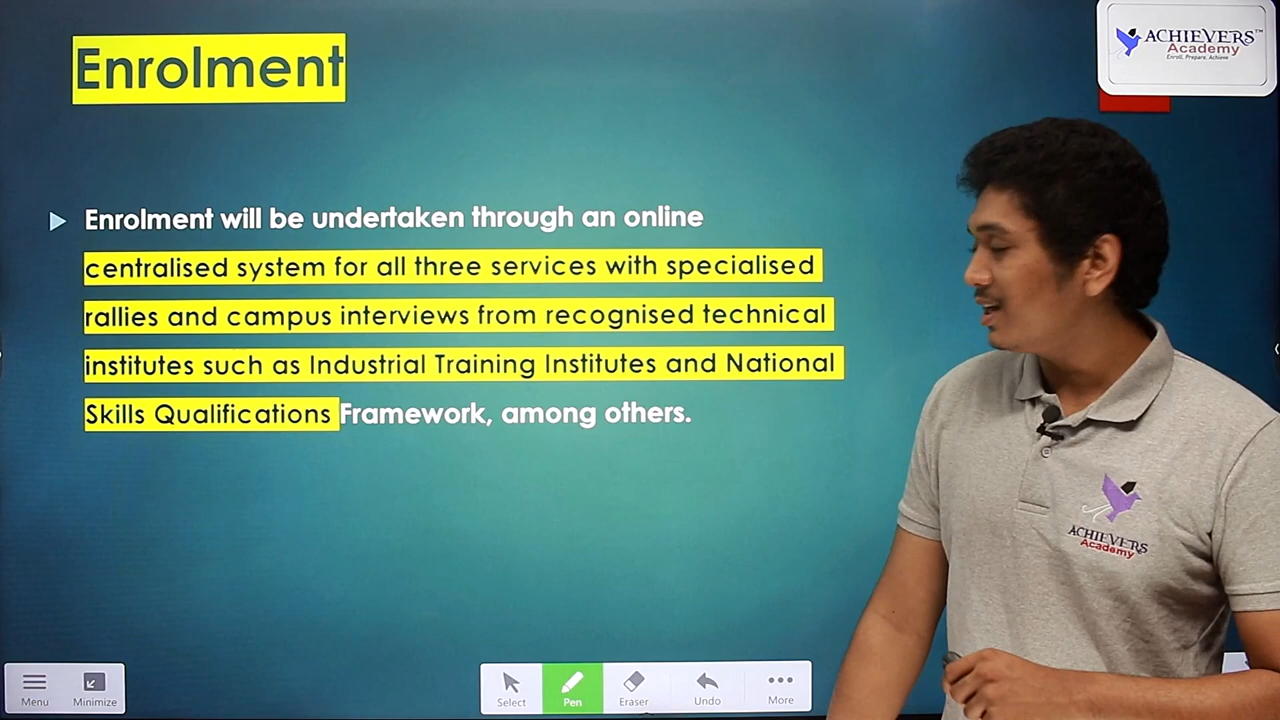 Enrolment
ACHIEVERS™
Academy
Enroll, Prepare, Achieve
Enrolment will be undertaken through an online
centralised system for all three services with specialised
rallies and campus interviews from recognised technical
institutes such as Industrial Training Institutes and National
Skills Qualifications Framework, among others.
ACHIEVERS
Academy
Menu
Minimize
Select
Pen
Eraser
Undo
More